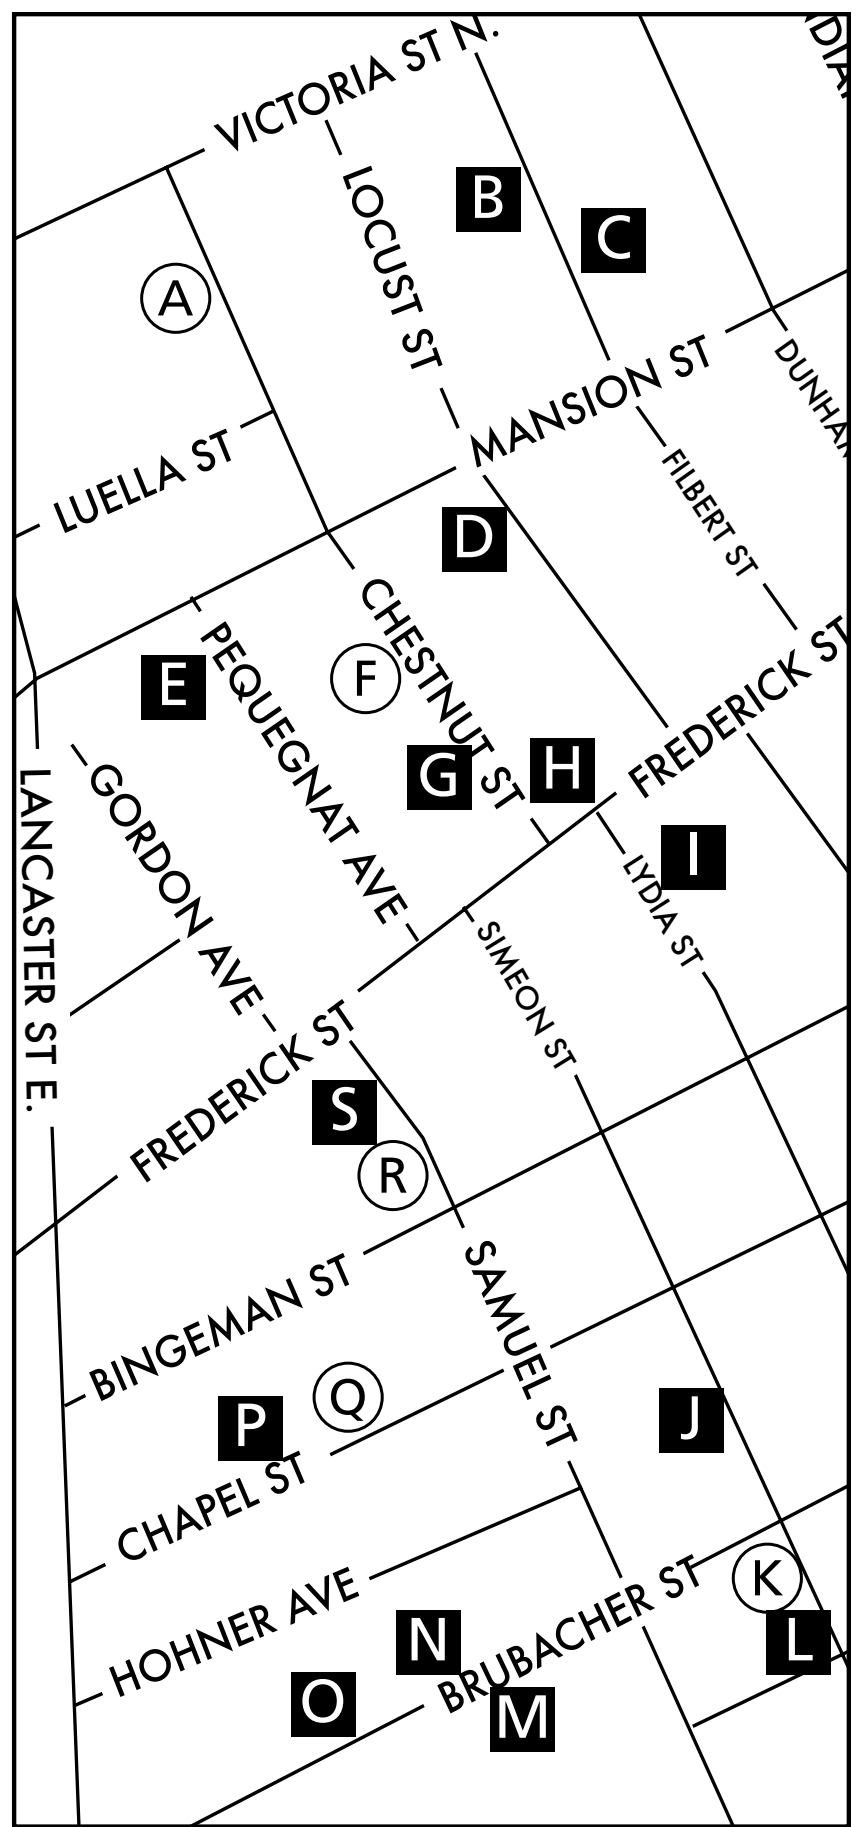 VICTORIA ST N.
LOCUST ST
B
C
A
MANSION ST
LUELLA ST
FILBERT ST
D
CHESTNUT ST
PEQUEGNAT AVE
E
F
G
H
FREDERICK ST
GORDON AVE
LANCASTER ST E.
I
LYDIA ST
SIMEON ST
FREDERICK ST
S
R
SAMUEL ST
BINGEMAN ST
Q
P
J
CHAPEL ST
HOHNER AVE
BRUBACHER ST
K
L
N
O
M